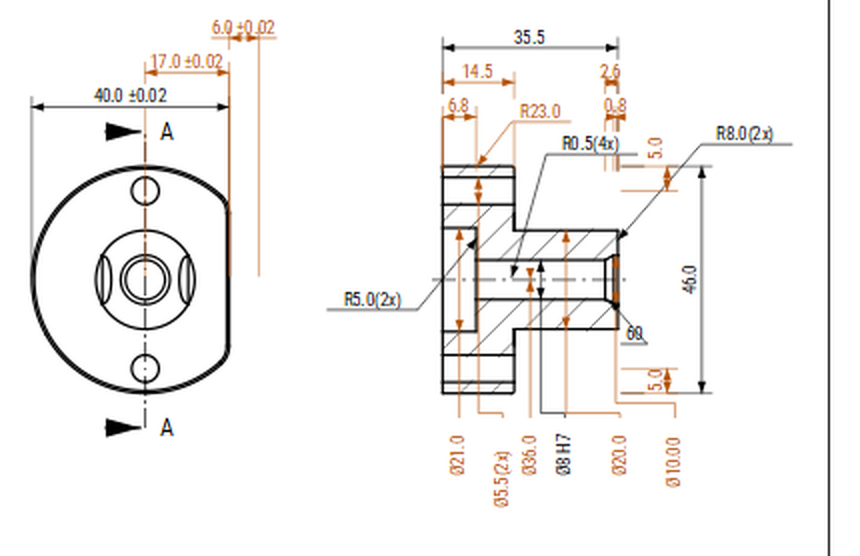 6.0 ±0.02
17.0 ±0.02
40.0 ±0.02
A
A
35.5
14.5
2.6
6.8
0.8
R23.0
R0.5(4x)
R8.0(2x)
5.0
46.0
R5.0(2x)
60
5.0
Ø21.0
Ø5.5(2x)
Ø36.0
Ø8 H7
Ø20.0
Ø10.00